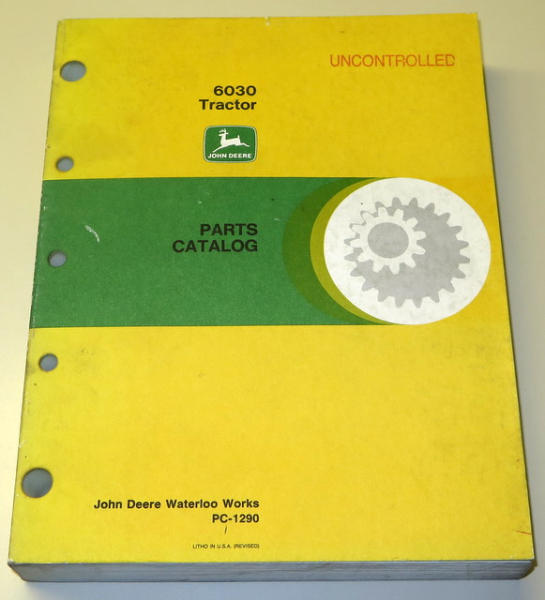 UNCONTROLLED
6030
Tractor
JOHN DEERE
PARTS
CATALOG
John Deere Waterloo Works
PC-1290
LITHO IN U.S.A. (REVISED)